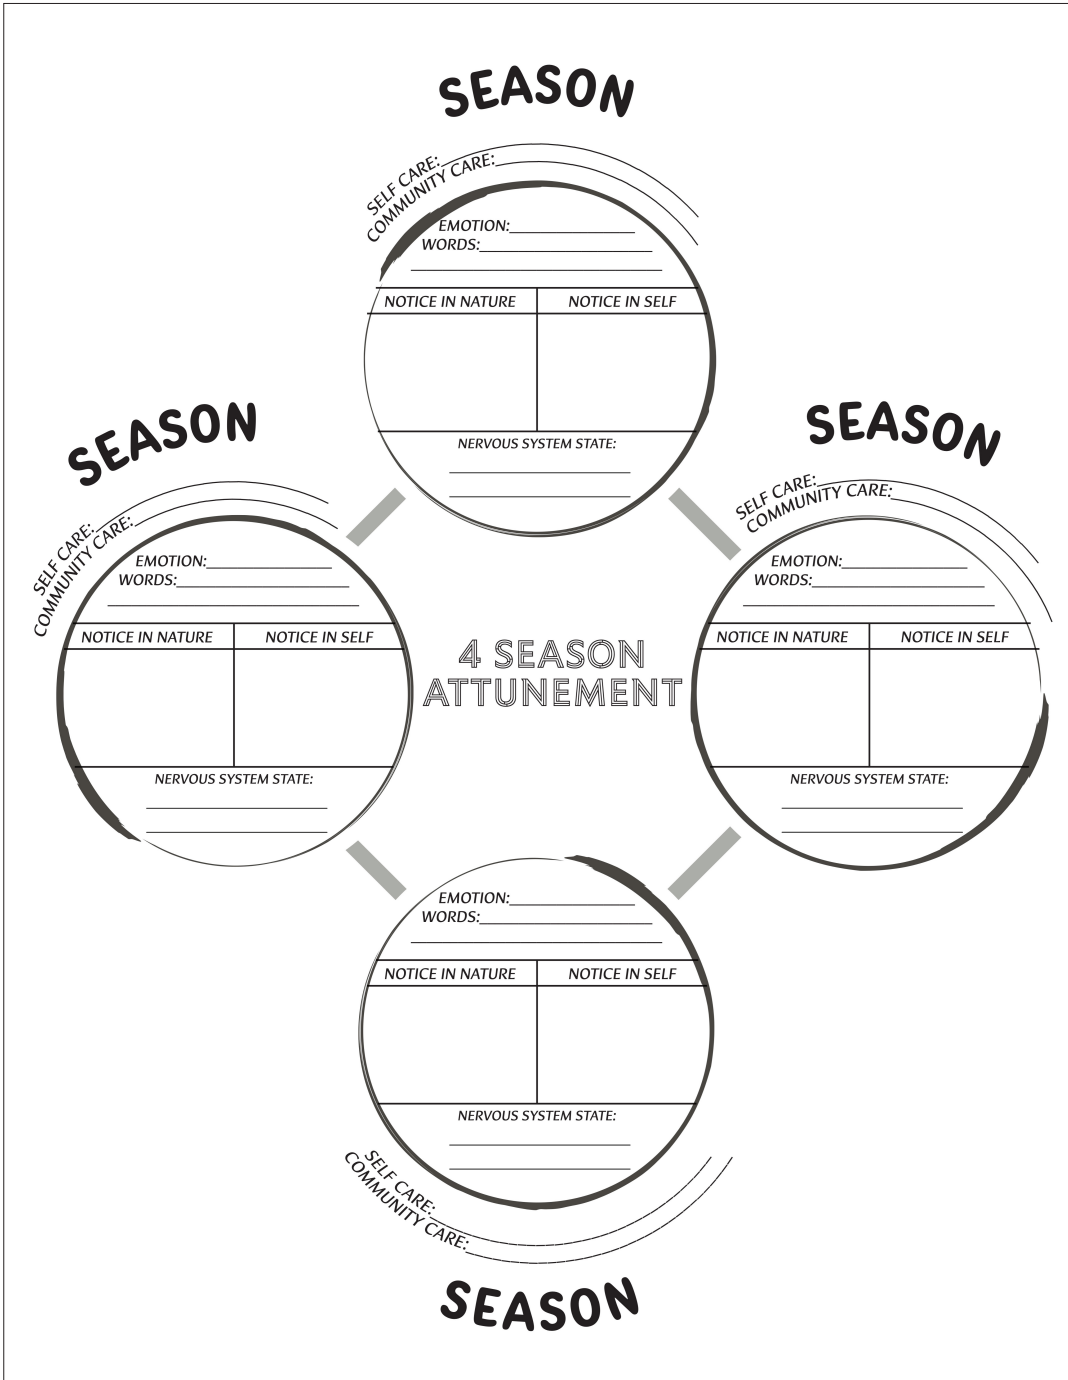 SEASON
SELF CARE:
COMMUNITY CARE:
EMOTION:
WORDS:
NOTICE IN NATURE
NOTICE IN SELF
NERVOUS SYSTEM STATE:
SEASON
SELF CARE:
COMMUNITY CARE:
EMOTION:
WORDS:
NOTICE IN NATURE
NOTICE IN SELF
NERVOUS SYSTEM STATE:
4 SEASON
ATTUNEMENT
SEASON
SELF CARE:
COMMUNITY CARE:
EMOTION:
WORDS:
NOTICE IN NATURE
NOTICE IN SELF
NERVOUS SYSTEM STATE:
EMOTION:
WORDS:
NOTICE IN NATURE
NOTICE IN SELF
NERVOUS SYSTEM STATE:
SELF CARE:
COMMUNITY CARE:
SEASON